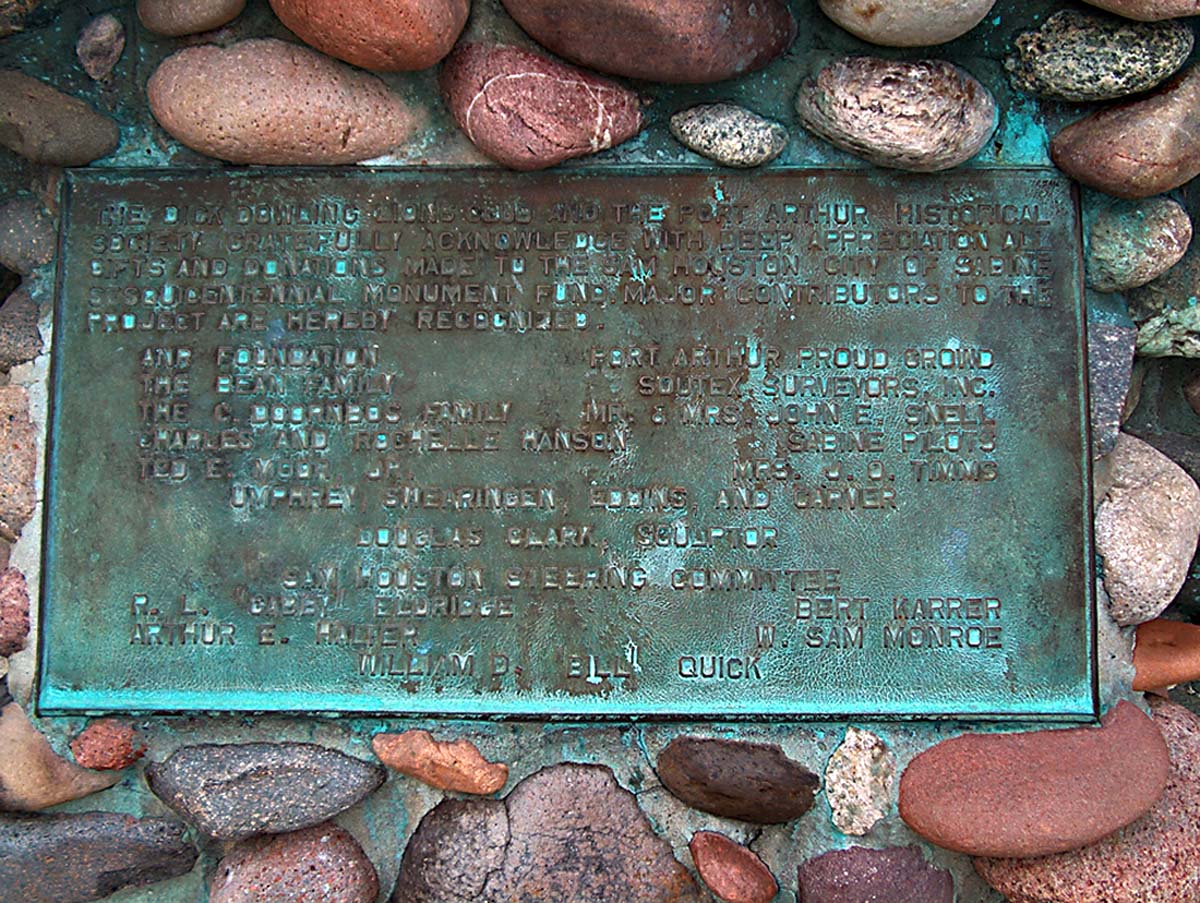 THE DICK DOWLING LIONS CLUB AND THE PORT ARTHUR HISTORICAL
SOCIETY GRATEFULLY ACKNOWLEDGE WITH DEEP APPRECIATION ALL
GIFTS AND DONATIONS MADE TO THE SAM HOUSTON CITY OF SABINE
SESQUICENTENNIAL MONUMENT FUND. MAJOR CONTRIBUTORS TO THE
PROJECT ARE HEREBY RECOGNIZED.
FOUNDATION PORT ARTHUR PROUD CROWD
THE BEAN FAMILY SOUTEX SURVEYORS, INC.
THE C. DOORNBOS FAMILY MR. & MRS. JOHN E. SNELL
CHARLES AND ROCHELLE HANSON SABINE PILOTS
TED E. MOOR JR. MRS. J. O. TIMMS
UMPHREY, SWEARINGEN, EDDINS, AND CARVER
DOUGLAS CLARK, SCULPTOR
SAM HOUSTON STEERING COMMITTEE
R. L. "GABBY" ELDRIDGE BERT KARRER
ARTHUR E. HALTER W. SAM MONROE
WILLIAM D. "BILL" QUICK